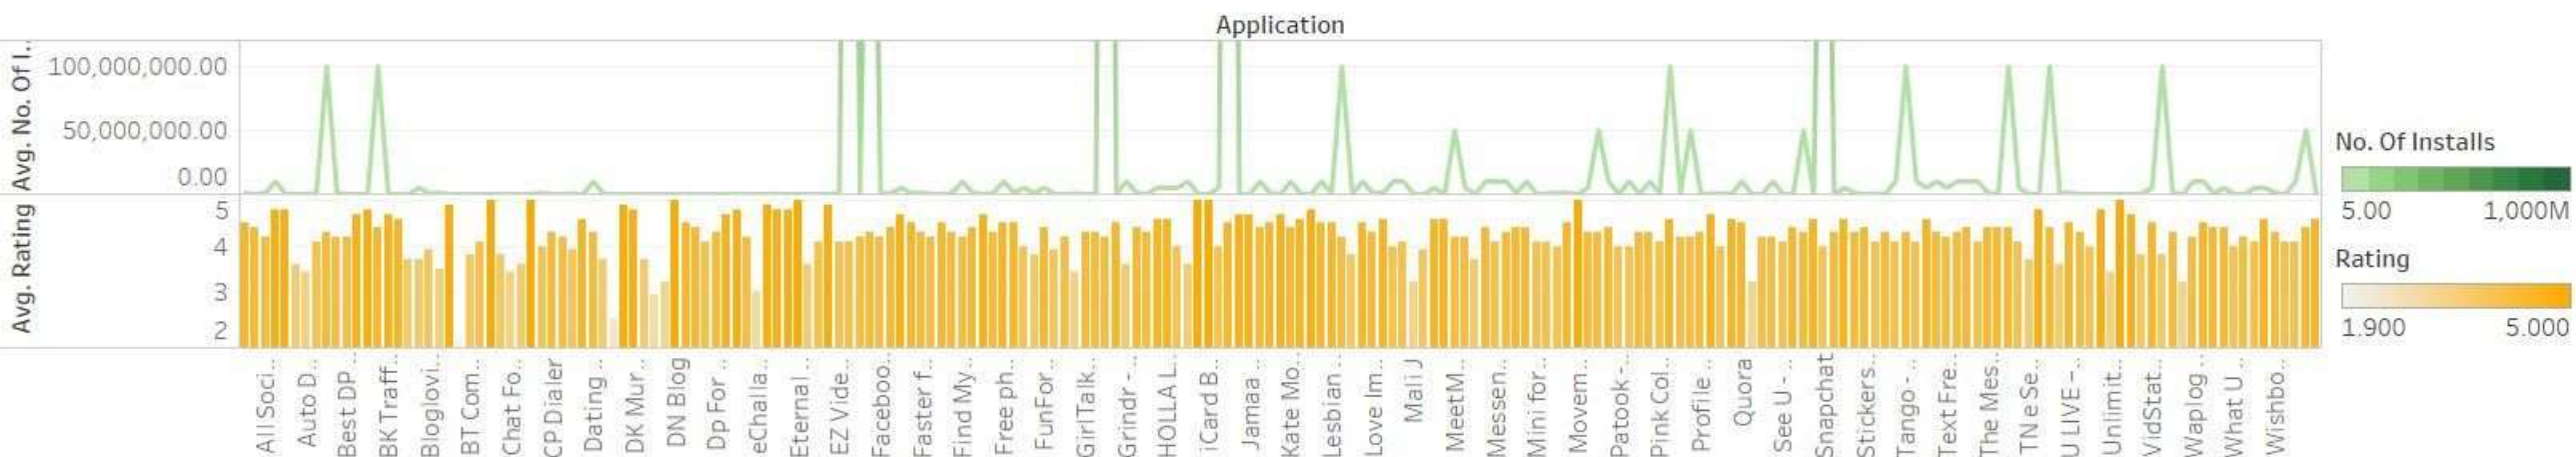 Application
Avg. No. Of I..
100,000,000.00
50,000,000.00
0.00
Avg. Rating
5
4
3
2
All Soci..
Auto D..
Best DP ..
BK Traff..
Bloglovi..
BT Com..
Chat Fo..
CP Dialer
Dating ..
DK Mur..
DN Blog
Dp For ..
eChalla..
Eternal ..
EZ Vide..
Faceboo..
Faster f..
Find My..
Free ph..
FunFor..
GirlTalk..
Grindr -..
HOLLA L..
iCard B..
Jamaa ..
Kate Mo..
Lesbian ..
Love Im..
Mali J
MeetM..
Messen..
Mini for..
Movem..
Patook -..
Pink Col..
Profile ..
Quora
See U - ..
Snapchat
Stickers..
Tango - ..
Text Fre..
The Mes..
TN e Se..
U LIVE – ..
Unlimit..
VidStat..
Waplog ..
What U ..
Wishbo..
No. Of Installs
5.00 1,000M
Rating
1.900 5.000